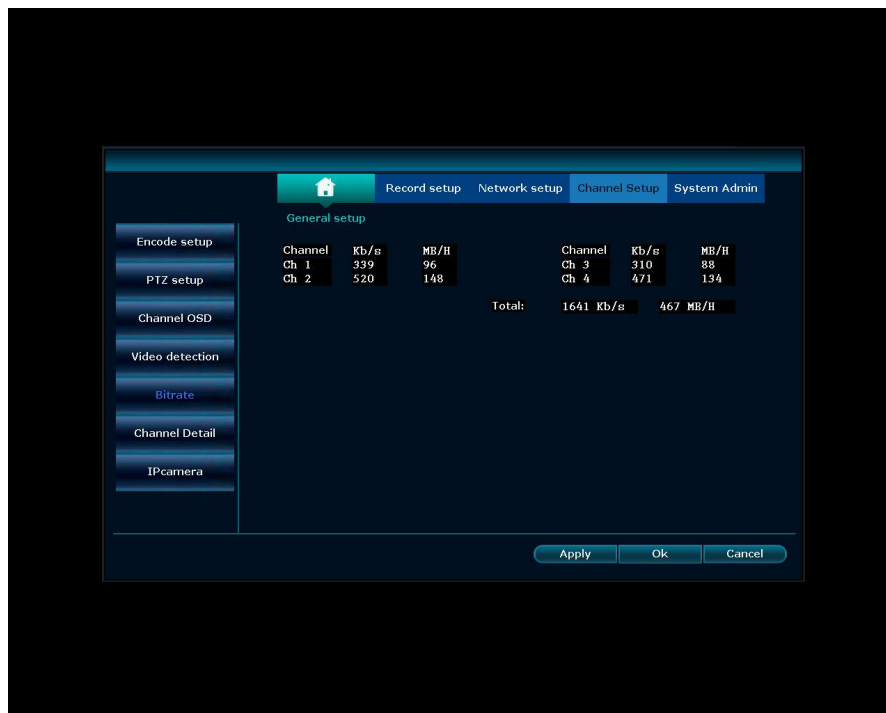 Record setup Network setup Channel Setup System Admin
General setup
Encode setup
PTZ setup
Channel OSD
Video detection
Bitrate
Channel Detail
IPcamera
Channel Kb/s MB/H Channel Kb/s MB/H
Ch 1 339 96 Ch 3 310 88
Ch 2 520 148 Ch 4 471 134
Total: 1641 Kb/s 467 MB/H
Apply Ok Cancel